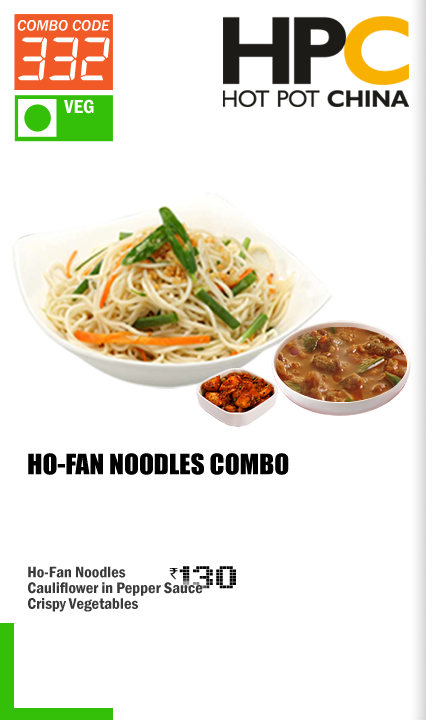 COMBO CODE
332
VEG
HPC
HOT POT CHINA
HO-FAN NOODLES COMBO
₹130
Ho-Fan Noodles
Cauliflower in Pepper Sauce
Crispy Vegetables